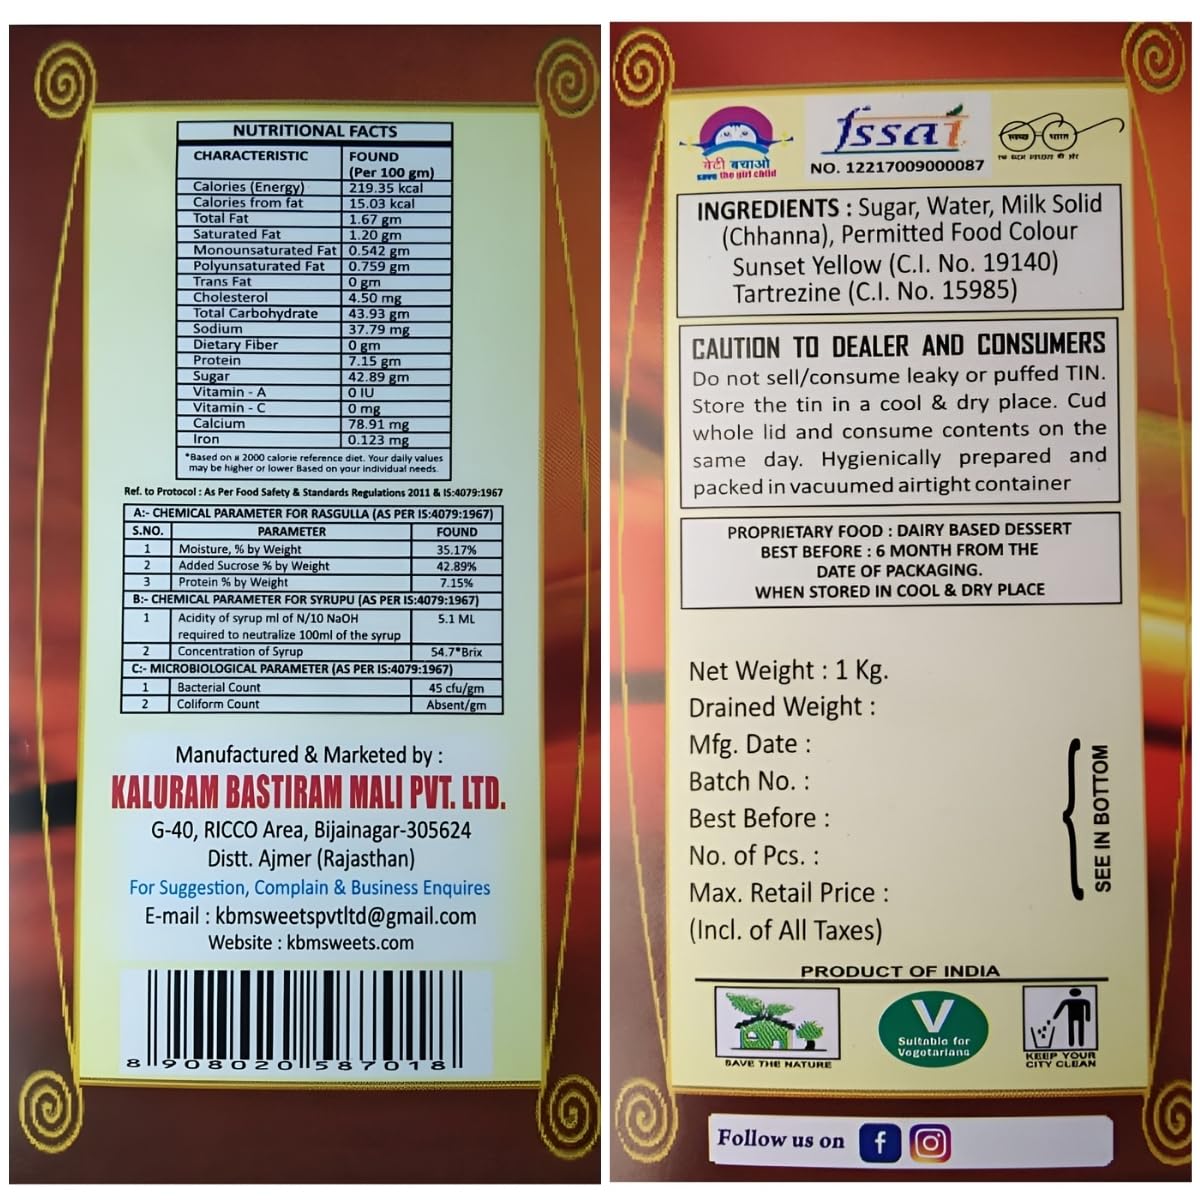 NUTRITIONAL FACTS
CHARACTERISTIC FOUND (Per 100 gm)
Calories (Energy) 219.35 kcal
Calories from fat 15.03 kcal
Total Fat 1.67 gm
Saturated Fat 1.20 gm
Monounsaturated Fat 0.542 gm
Polyunsaturated Fat 0.759 gm
Trans Fat 0 gm
Cholesterol 4.50 mg
Total Carbohydrate 43.93 gm
Sodium 37.79 mg
Dietary Fiber 0 gm
Protein 7.15 gm
Sugar 42.89 gm
Vitamin - A 0 IU
Vitamin - C 0 mg
Calcium 78.91 mg
Iron 0.123 mg
*Based on a 2000 calorie reference diet. Your daily values
may be higher or lower Based on your individual needs.
Ref. to Protocol : As Per Food Safety & Standards Regulations 2011 & IS:4079:1967
A:- CHEMICAL PARAMETER FOR RASGULLA (AS PER IS:4079:1967)
S.NO. PARAMETER FOUND
1 Moisture, % by Weight 35.17%
2 Added Sucrose % by Weight 42.89%
3 Protein % by Weight 7.15%
B:- CHEMICAL PARAMETER FOR SYRUPU (AS PER IS:4079:1967)
1 Acidity of syrup ml of N/10 NaOH 5.1 ML
required to neutralize 100ml of the syrup
2 Concentration of Syrup 54.7*Brix
C:- MICROBIOLOGICAL PARAMETER (AS PER IS:4079:1967)
1 Bacterial Count 45 cfu/gm
2 Coliform Count Absent/gm
Manufactured & Marketed by :
KALURAM BASTIRAM MALI PVT. LTD.
G-40, RICCO Area, Bijainagar-305624
Distt. Ajmer (Rajasthan)
For Suggestion, Complain & Business Enquires
E-mail : kbmsweetspvtltd@gmail.com
Website : kbmsweets.com
8 908020 587018
बेटी बचाओ
save the girl child
fssai
NO. 12217009000087
स्वच्छ भारत
एक कदम स्वच्छता की ओर
INGREDIENTS : Sugar, Water, Milk Solid
(Chhanna), Permitted Food Colour
Sunset Yellow (C.I. No. 19140)
Tartrezine (C.I. No. 15985)
CAUTION TO DEALER AND CONSUMERS
Do not sell/consume leaky or puffed TIN.
Store the tin in a cool & dry place. Cud
whole lid and consume contents on the
same day. Hygienically prepared and
packed in vacuumed airtight container
PROPRIETARY FOOD : DAIRY BASED DESSERT
BEST BEFORE : 6 MONTH FROM THE
DATE OF PACKAGING.
WHEN STORED IN COOL & DRY PLACE
Net Weight : 1 Kg.
Drained Weight :
Mfg. Date :
Batch No. :
Best Before :
No. of Pcs. :
Max. Retail Price :
(Incl. of All Taxes)
SEE IN BOTTOM
PRODUCT OF INDIA
SAVE THE NATURE
V
Suitable for
Vegetarians
KEEP YOUR
CITY CLEAN
Follow us on